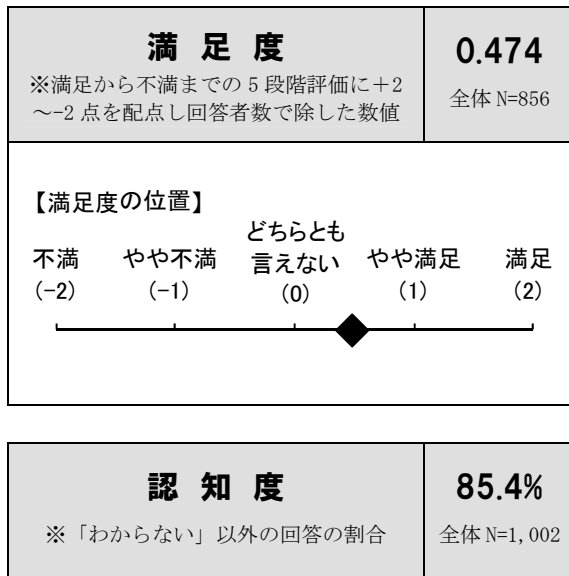 満 足 度
※満足から不満までの 5 段階評価に＋2
～-2 点を配点し回答者数で除した数値
0.474
全体 N=856
【満足度の位置】
不満
(-2)
やや不満
(-1)
どちらとも
言えない
(0)
やや満足
(1)
満足
(2)
認 知 度
※「わからない」以外の回答の割合
85.4%
全体 N=1,002